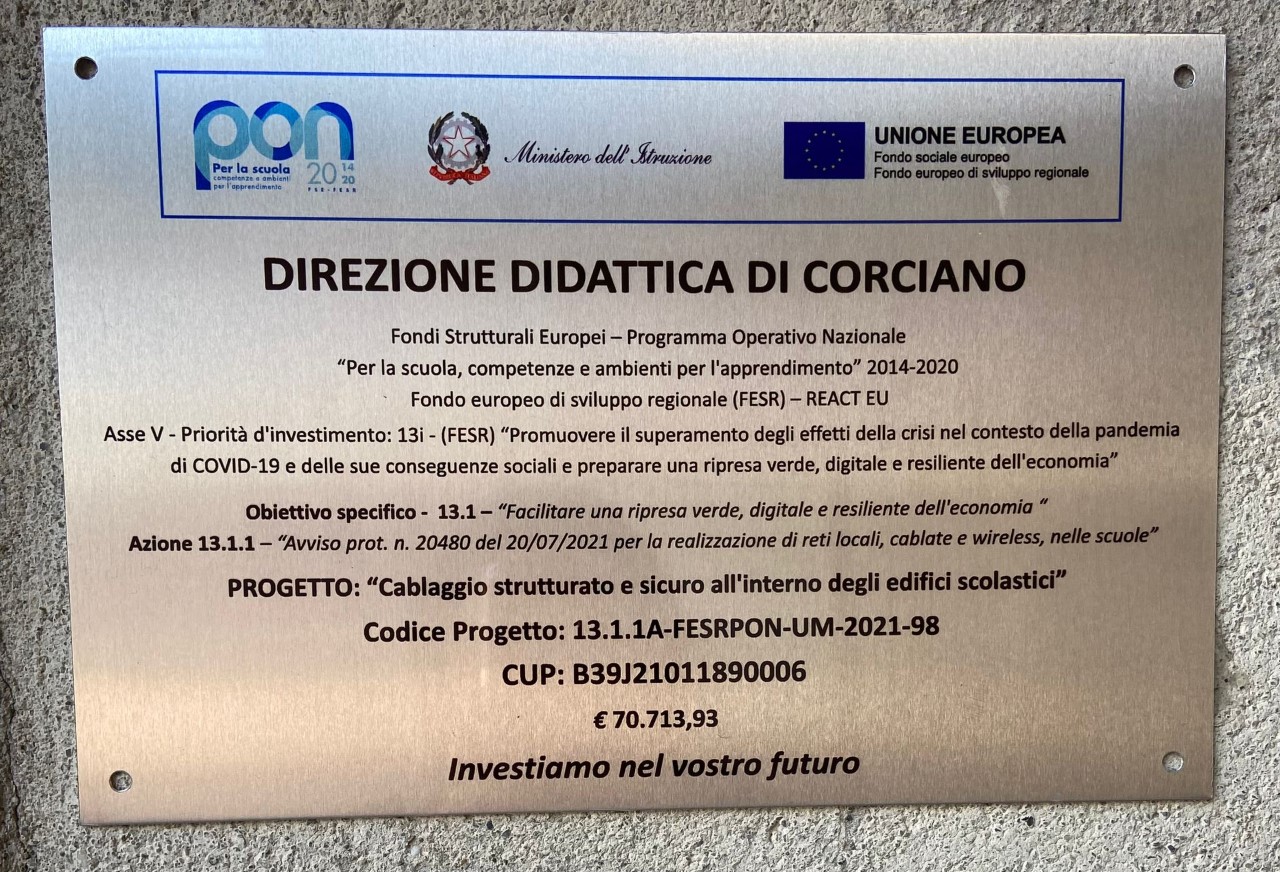 pon
Per la scuola
competenze e ambienti
per l'apprendimento
2014
20
FSE-FESR
Ministero dell'Istruzione
UNIONE EUROPEA
Fondo sociale europeo
Fondo europeo di sviluppo regionale
DIREZIONE DIDATTICA DI CORCIANO
Fondi Strutturali Europei – Programma Operativo Nazionale
“Per la scuola, competenze e ambienti per l'apprendimento” 2014-2020
Fondo europeo di sviluppo regionale (FESR) – REACT EU
Asse V - Priorità d'investimento: 13i - (FESR) “Promuovere il superamento degli effetti della crisi nel contesto della pandemia
di COVID-19 e delle sue conseguenze sociali e preparare una ripresa verde, digitale e resiliente dell'economia”
Obiettivo specifico - 13.1 – “Facilitare una ripresa verde, digitale e resiliente dell'economia “
Azione 13.1.1 – “Avviso prot. n. 20480 del 20/07/2021 per la realizzazione di reti locali, cablate e wireless, nelle scuole”
PROGETTO: “Cablaggio strutturato e sicuro all'interno degli edifici scolastici”
Codice Progetto: 13.1.1A-FESRPON-UM-2021-98
CUP: B39J21011890006
€ 70.713,93
Investiamo nel vostro futuro